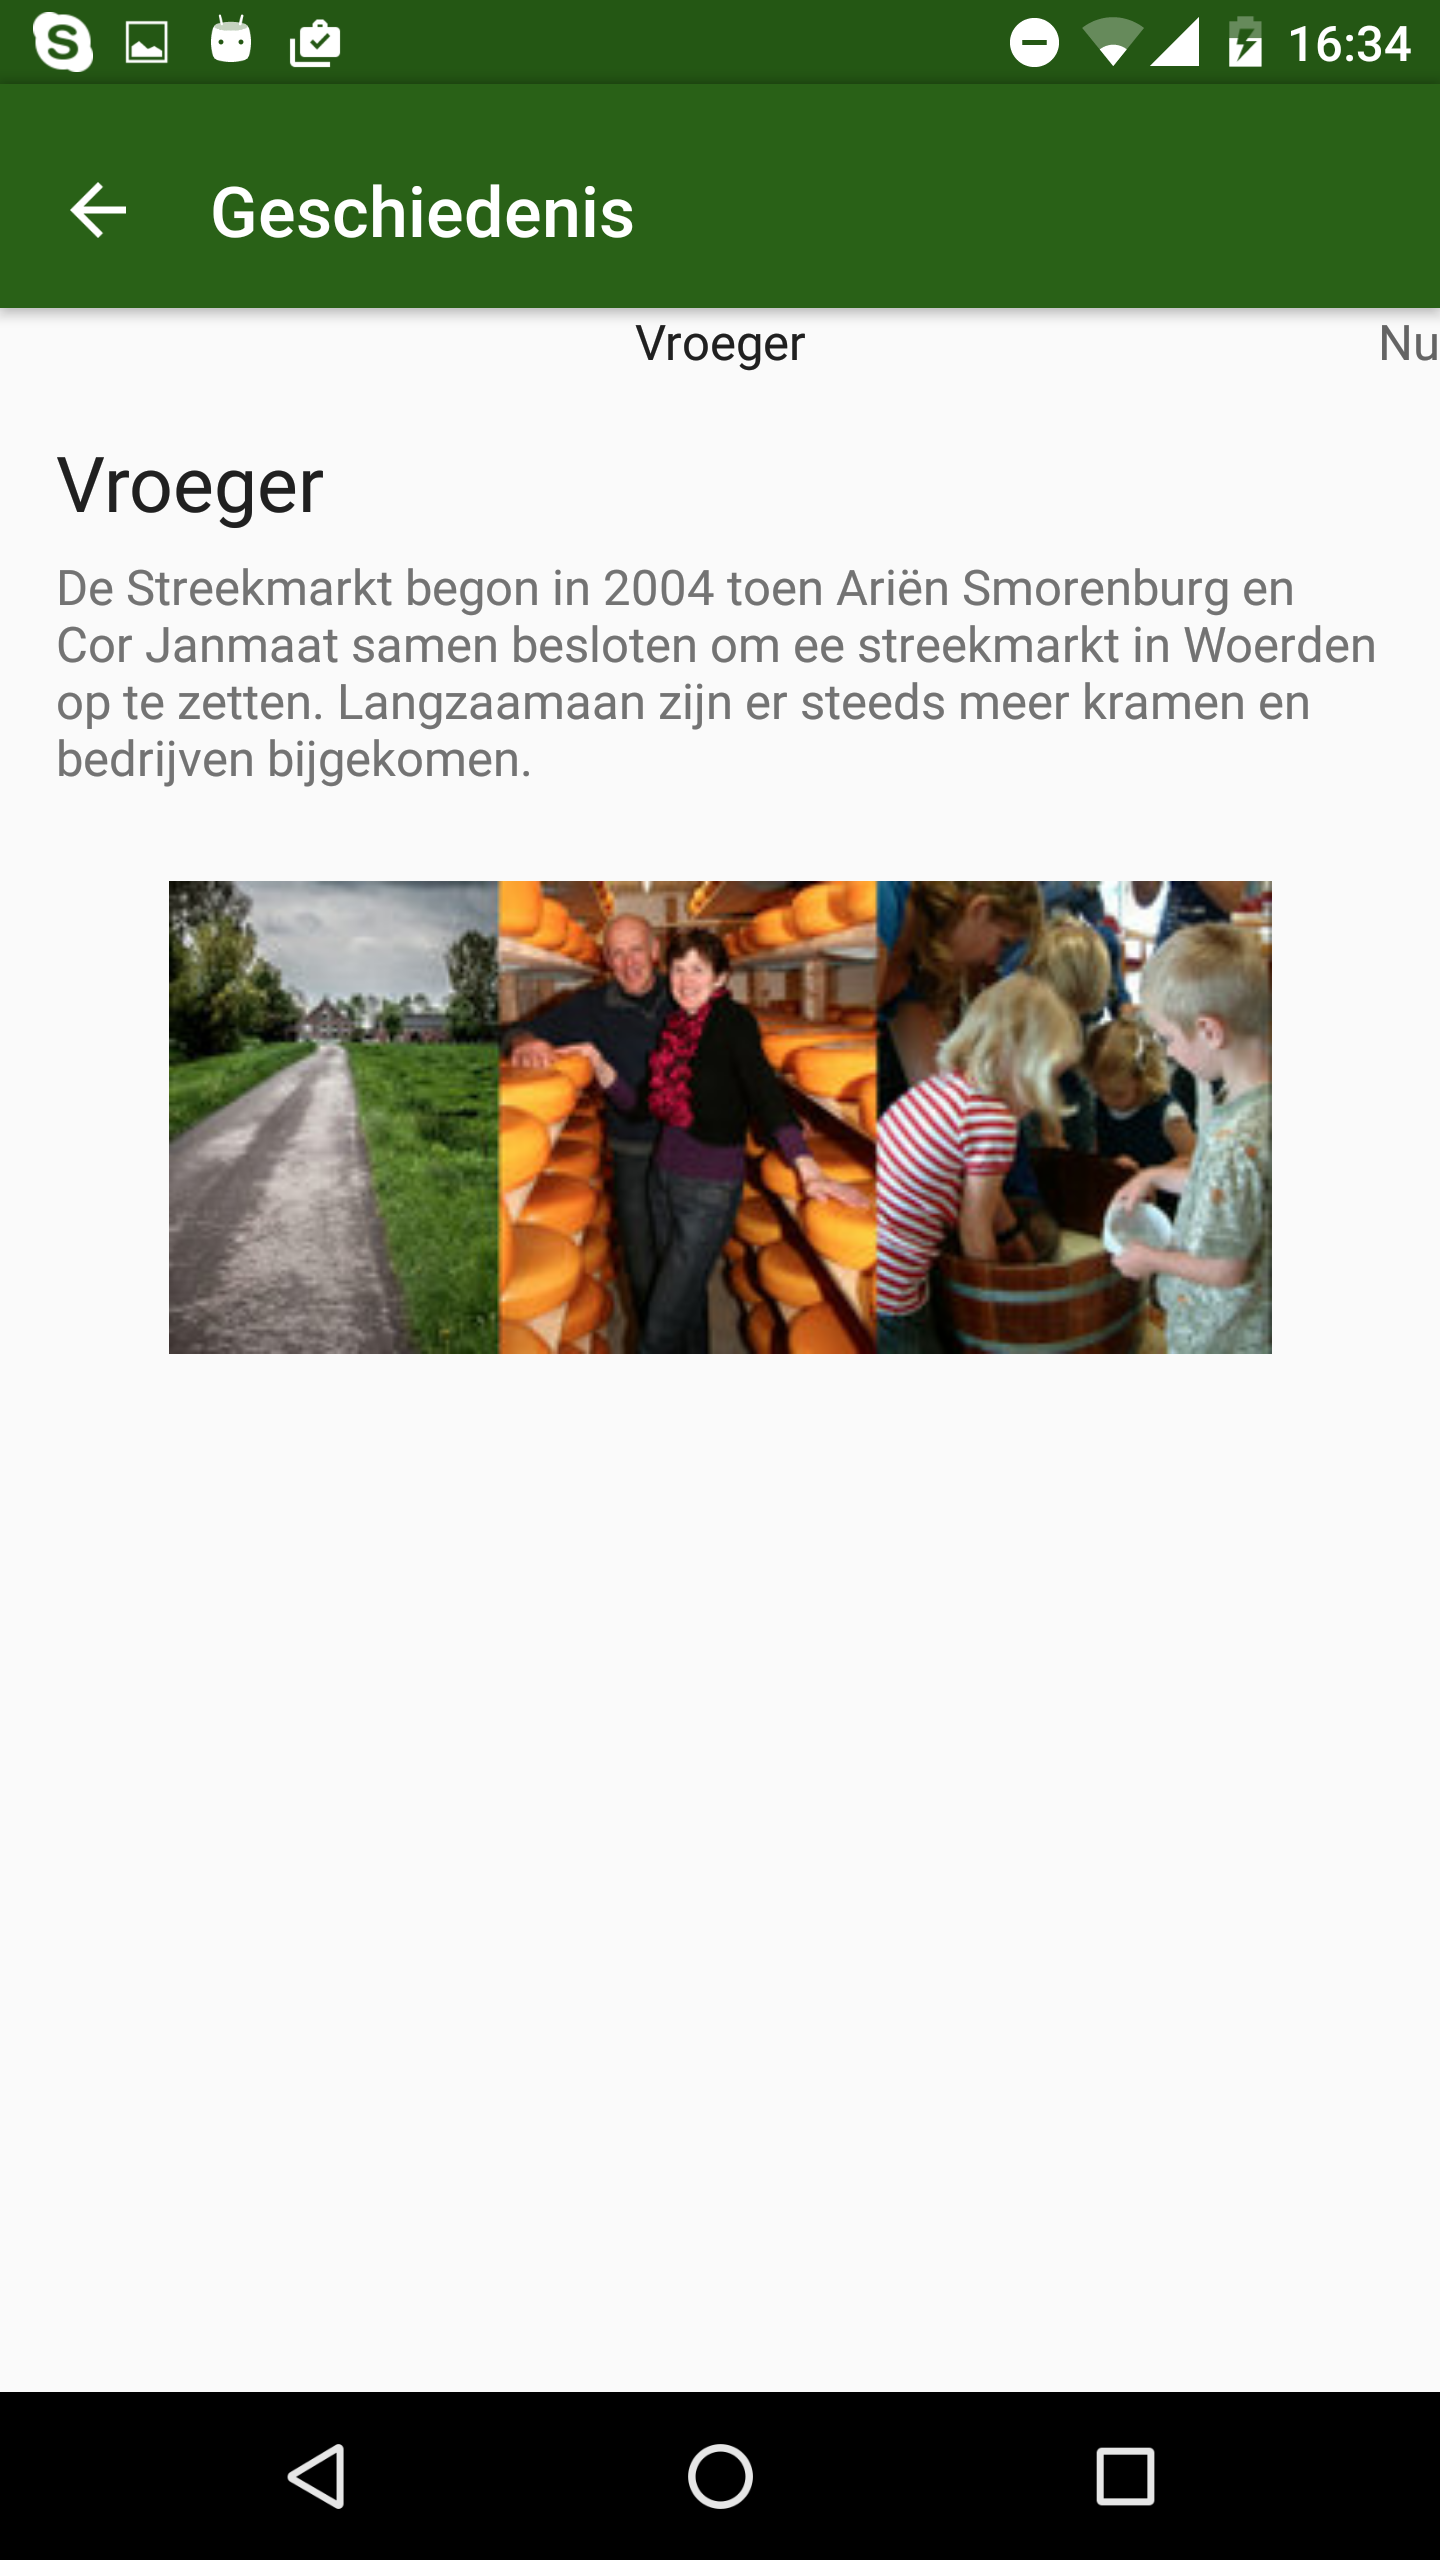 16:34
Geschiedenis
Vroeger
Nu
Vroeger
De Streekmarkt begon in 2004 toen Ariën Smorenburg en
Cor Janmaat samen besloten om ee streekmarkt in Woerden
op te zetten. Langzaamaan zijn er steeds meer kramen en
bedrijven bijgekomen.